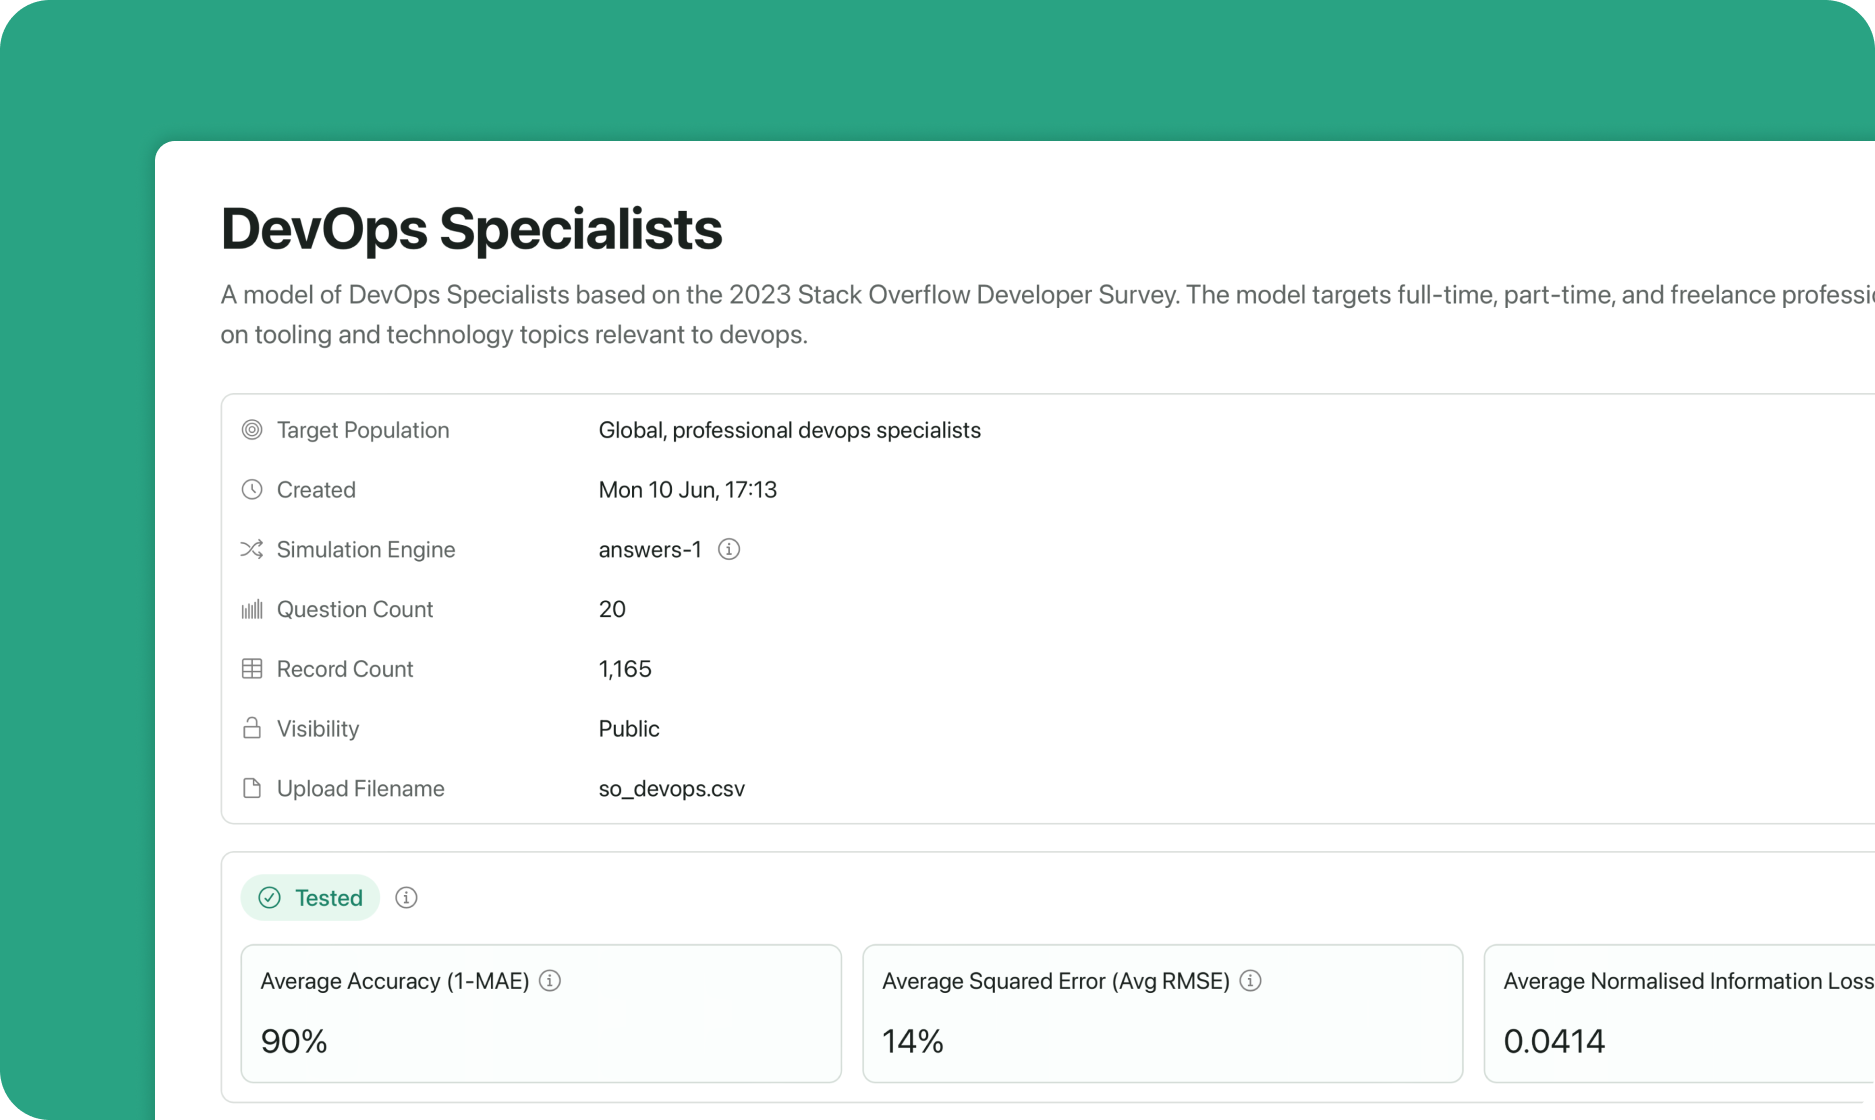 DevOps Specialists
A model of DevOps Specialists based on the 2023 Stack Overflow Developer Survey. The model targets full-time, part-time, and freelance
on tooling and technology topics relevant to devops.
Target Population Global, professional devops specialists
Created Mon 10 Jun, 17:13
Simulation Engine answers-1
Question Count 20
Record Count 1,165
Visibility Public
Upload Filename so_devops.csv
Tested
Average Accuracy (1-MAE) Average Squared Error (Avg RMSE) Average Normalised Information Loss
90% 14% 0.0414